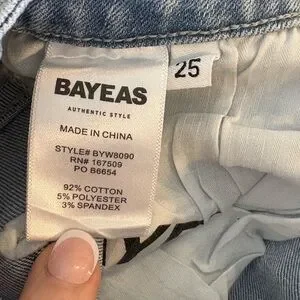 BAYEAS
AUTHENTIC STYLE
MADE IN CHINA
STYLE# BYW8090
RN# 167509
PO B6654
92% COTTON
5% POLYESTER
3% SPANDEX
25